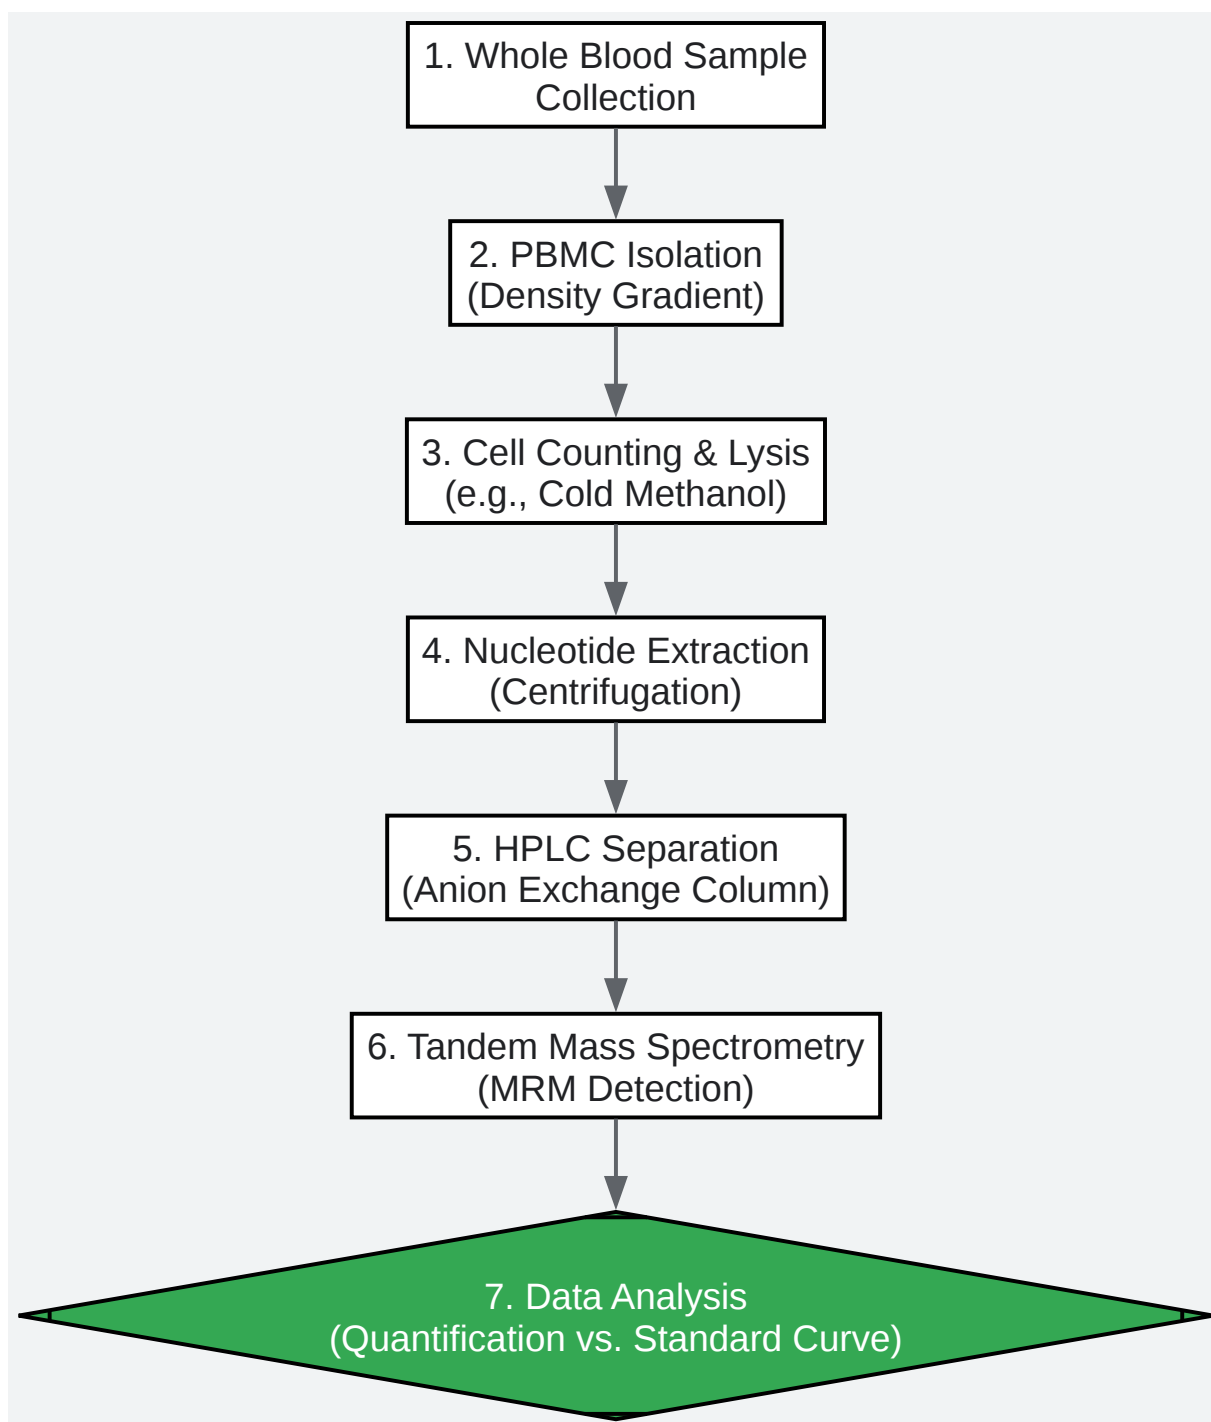 1. Whole Blood Sample
Collection
2. PBMC Isolation
(Density Gradient)
3. Cell Counting & Lysis
(e.g., Cold Methanol)
4. Nucleotide Extraction
(Centrifugation)
5. HPLC Separation
(Anion Exchange Column)
6. Tandem Mass Spectrometry
(MRM Detection)
7. Data Analysis
(Quantification vs. Standard Curve)